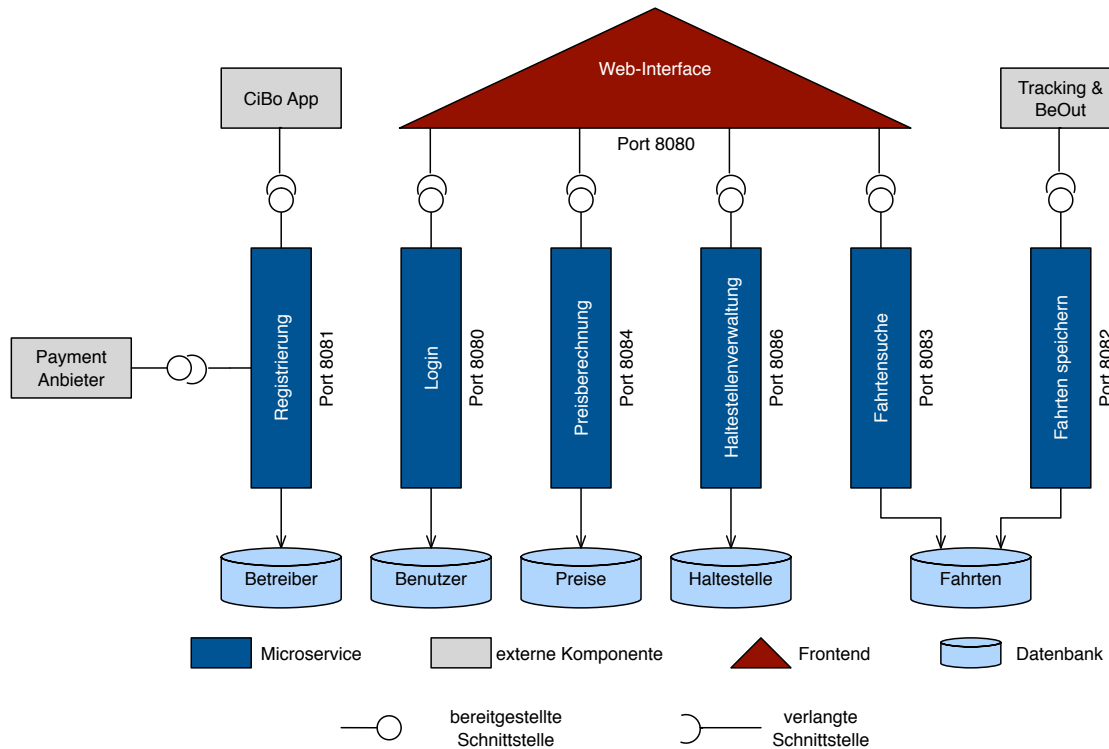 Web-Interface
CiBo App
Tracking &
BeOut
Port 8080
Payment
Anbieter
Registrierung
Port 8081
Login
Port 8080
Preisberechnung
Port 8084
Haltestellenverwaltung
Port 8086
Fahrtensuche
Port 8083
Fahrten speichern
Port 8082
Betreiber
Benutzer
Preise
Haltestelle
Fahrten
Microservice
externe Komponente
Frontend
Datenbank
bereitgestellte
Schnittstelle
verlangte
Schnittstelle